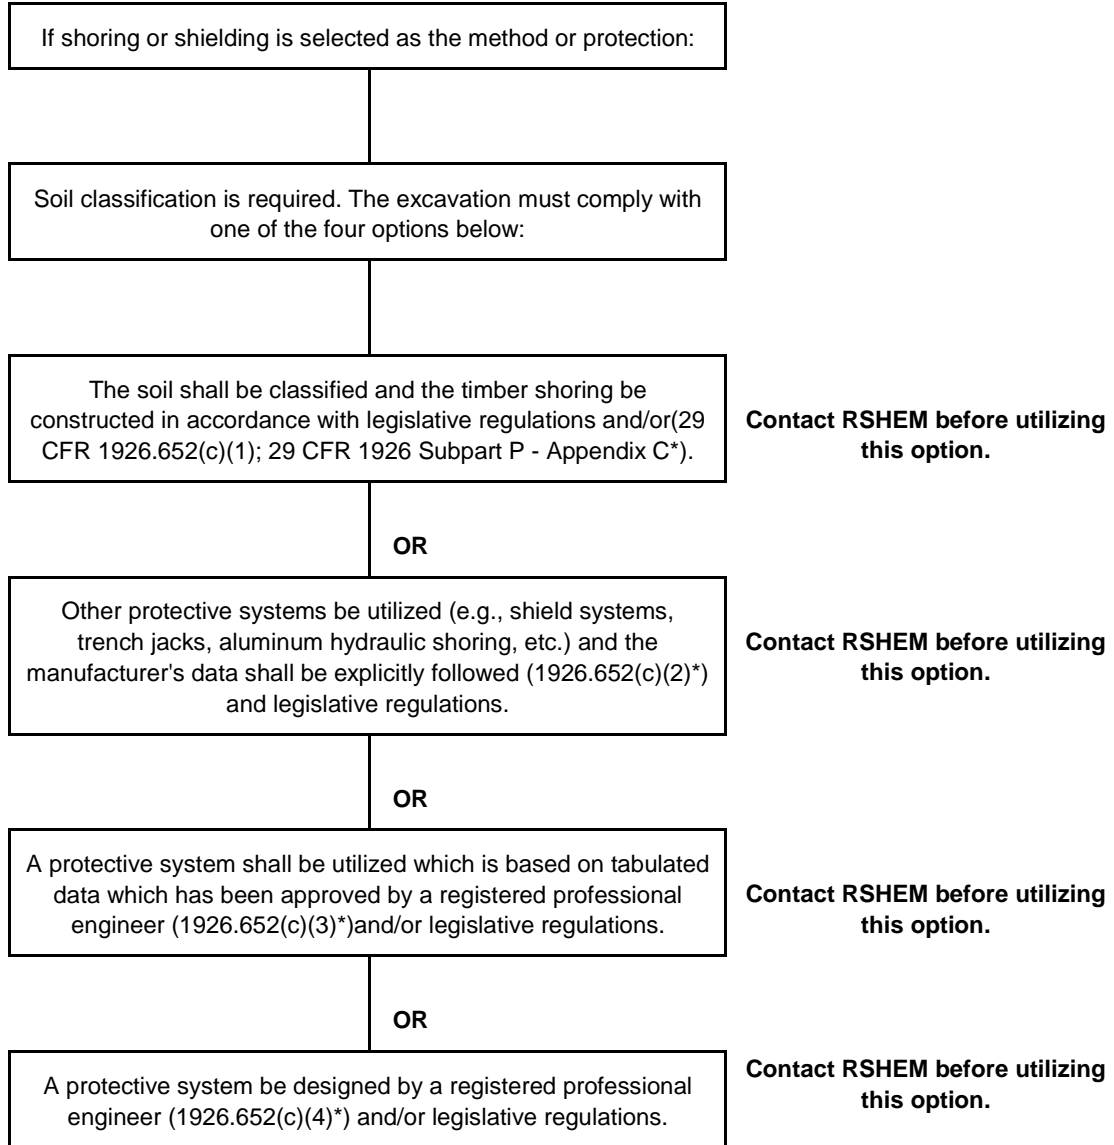 If shoring or shielding is selected as the method or protection:
Soil classification is required. The excavation must comply with
one of the four options below:
The soil shall be classified and the timber shoring be
constructed in accordance with legislative regulations and/or(29
CFR 1926.652(c)(1); 29 CFR 1926 Subpart P - Appendix C*).
Contact RSHEM before utilizing
this option.
OR
Other protective systems be utilized (e.g., shield systems,
trench jacks, aluminum hydraulic shoring, etc.) and the
manufacturer's data shall be explicitly followed (1926.652(c)(2)*)
and legislative regulations.
Contact RSHEM before utilizing
this option.
OR
A protective system shall be utilized which is based on tabulated
data which has been approved by a registered professional
engineer (1926.652(c)(3)*)and/or legislative regulations.
Contact RSHEM before utilizing
this option.
OR
A protective system be designed by a registered professional
engineer (1926.652(c)(4)*) and/or legislative regulations.
Contact RSHEM before utilizing
this option.